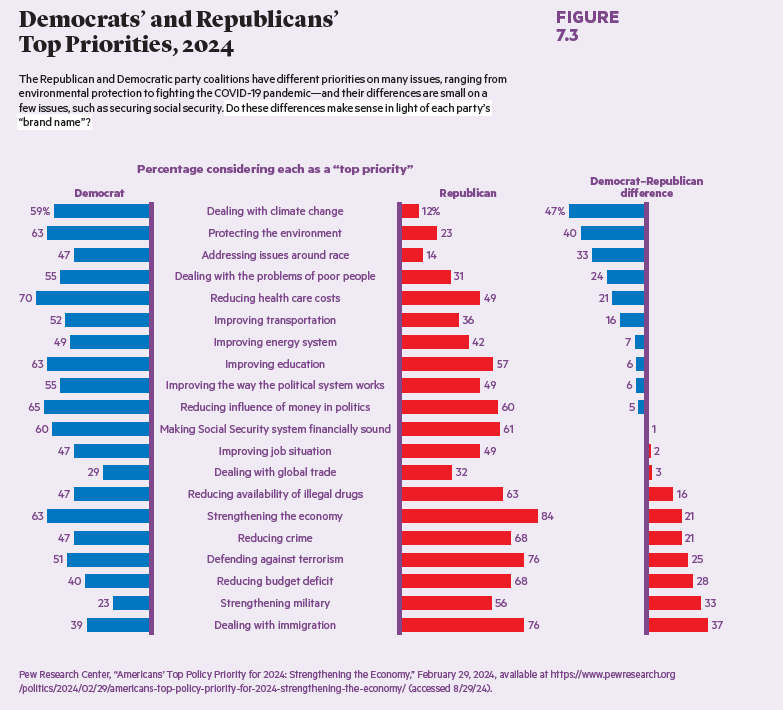 Democrats’ and Republicans’
Top Priorities, 2024
FIGURE
7.3
The Republican and Democratic party coalitions have different priorities on many issues, ranging from
environmental protection to fighting the COVID-19 pandemic—and their differences are small on a
few issues, such as securing social security. Do these differences make sense in light of each party’s
“brand name”?
Percentage considering each as a “top priority”
Democrat
Republican
Democrat–Republican
difference
59% Dealing with climate change 12% 47%
63 Protecting the environment 23 40
47 Addressing issues around race 14 33
55 Dealing with the problems of poor people 31 24
70 Reducing health care costs 49 21
52 Improving transportation 36 16
49 Improving energy system 42 7
63 Improving education 57 6
55 Improving the way the political system works 49 6
65 Reducing influence of money in politics 60 5
60 Making Social Security system financially sound 61 1
47 Improving job situation 49 2
29 Dealing with global trade 32 3
47 Reducing availability of illegal drugs 63 16
63 Strengthening the economy 84 21
47 Reducing crime 68 21
51 Defending against terrorism 76 25
40 Reducing budget deficit 68 28
23 Strengthening military 56 33
39 Dealing with immigration 76 37
Pew Research Center, “Americans’ Top Policy Priority for 2024: Strengthening the Economy,” February 29, 2024, available at https://www.pewresearch.org
/politics/2024/02/29/americans-top-policy-priority-for-2024-strengthening-the-economy/ (accessed 8/29/24).